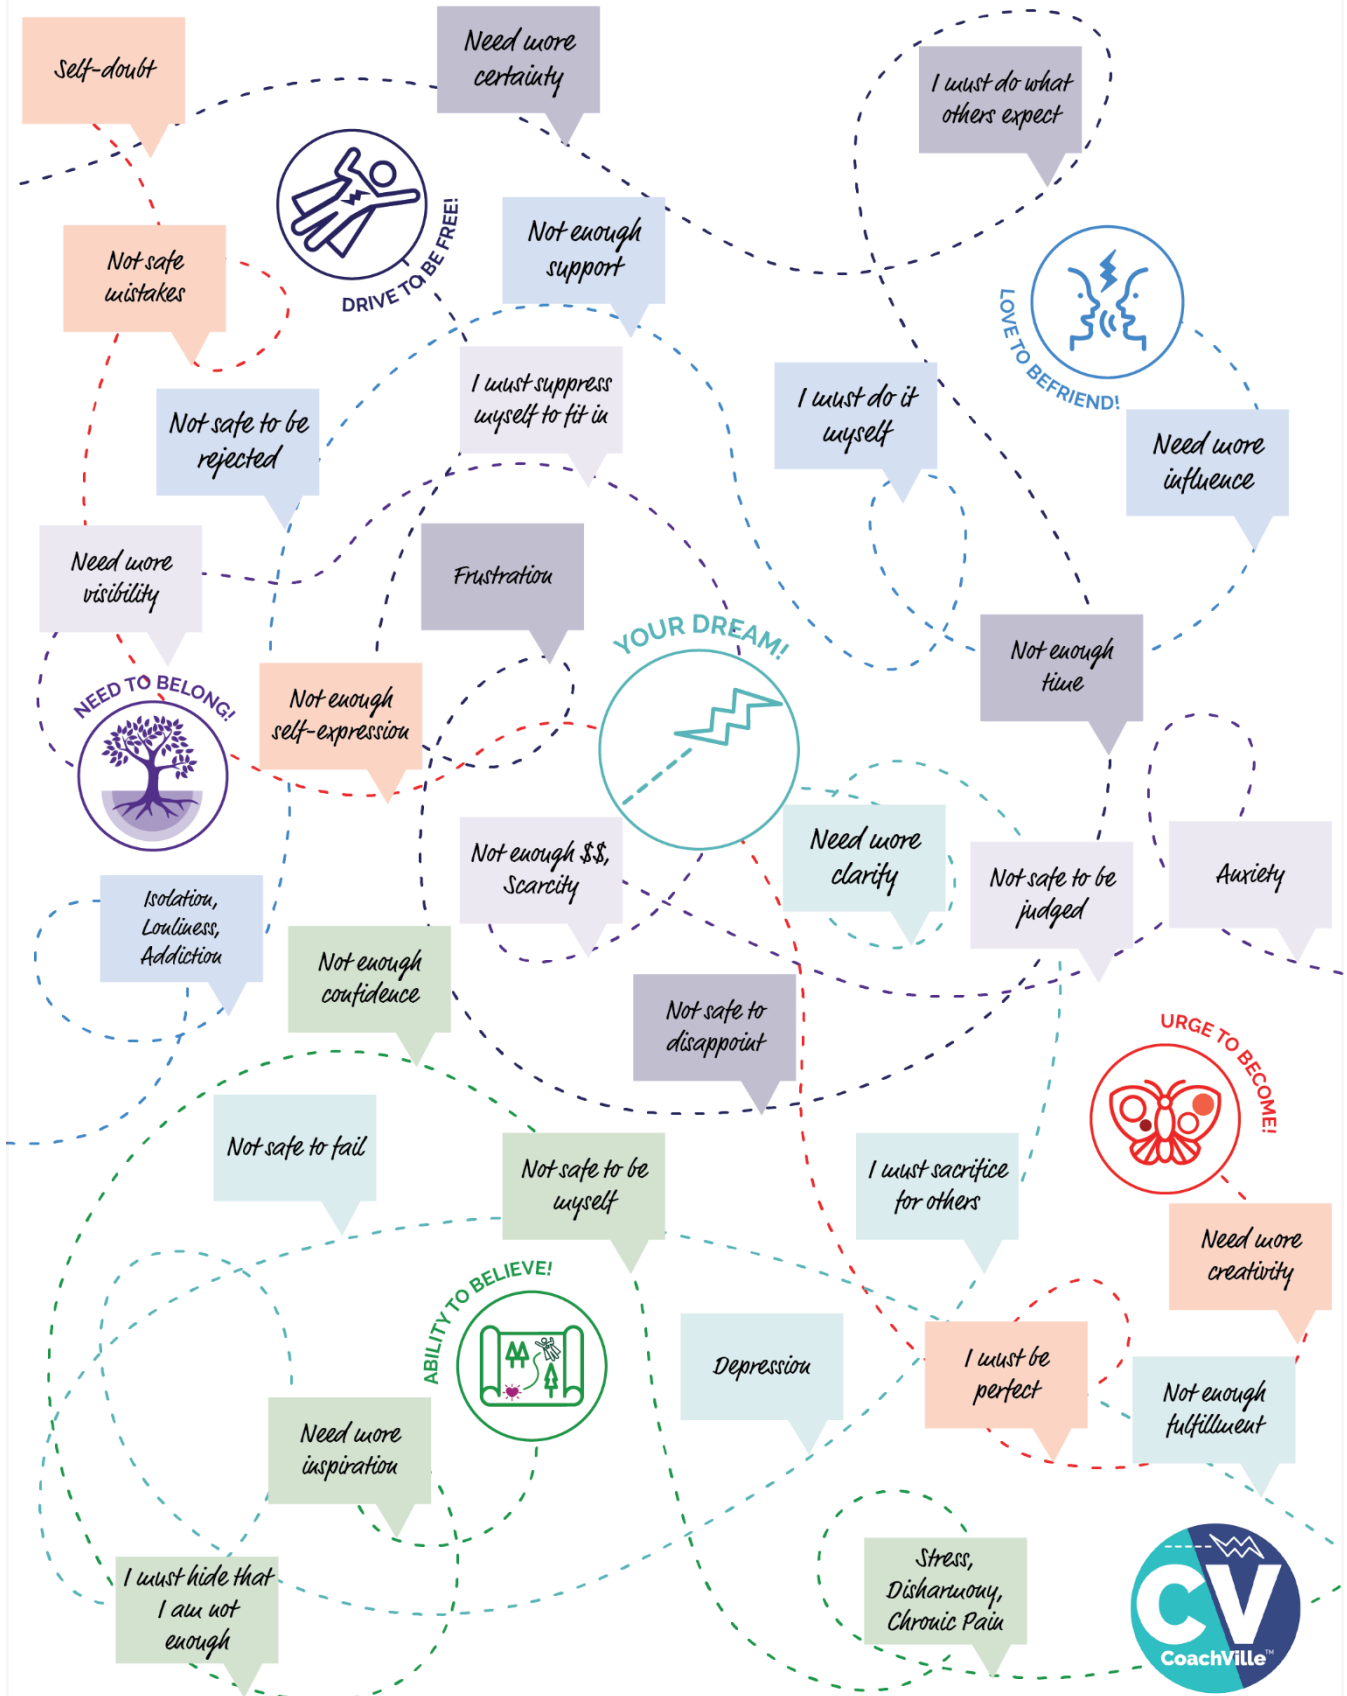 Self-doubt
Need more
certainty
I must do what
others expect
DRIVE TO BE FREE!
Not enough
support
Not safe
mistakes
LOVE TO BEFRIEND!
I must suppress
myself to fit in
I must do it
myself
Not safe to be
rejected
Need more
influence
Need more
visibility
Frustration
YOUR DREAM!
Not enough
time
NEED TO BELONG!
Not enough
self-expression
Not enough $$,
Scarcity
Need more
clarity
Not safe to be
judged
Anxiety
Isolation,
Lonliness,
Addiction
Not enough
confidence
Not safe to
disappoint
URGE TO BECOME!
Not safe to fail
Not safe to be
myself
I must sacrifice
for others
Need more
creativity
ABILITY TO BELIEVE!
Depression
I must be
perfect
Not enough
fulfillment
Need more
inspiration
I must hide that
I am not
enough
Stress,
Disharmony,
Chronic Pain
CV
CoachVille™